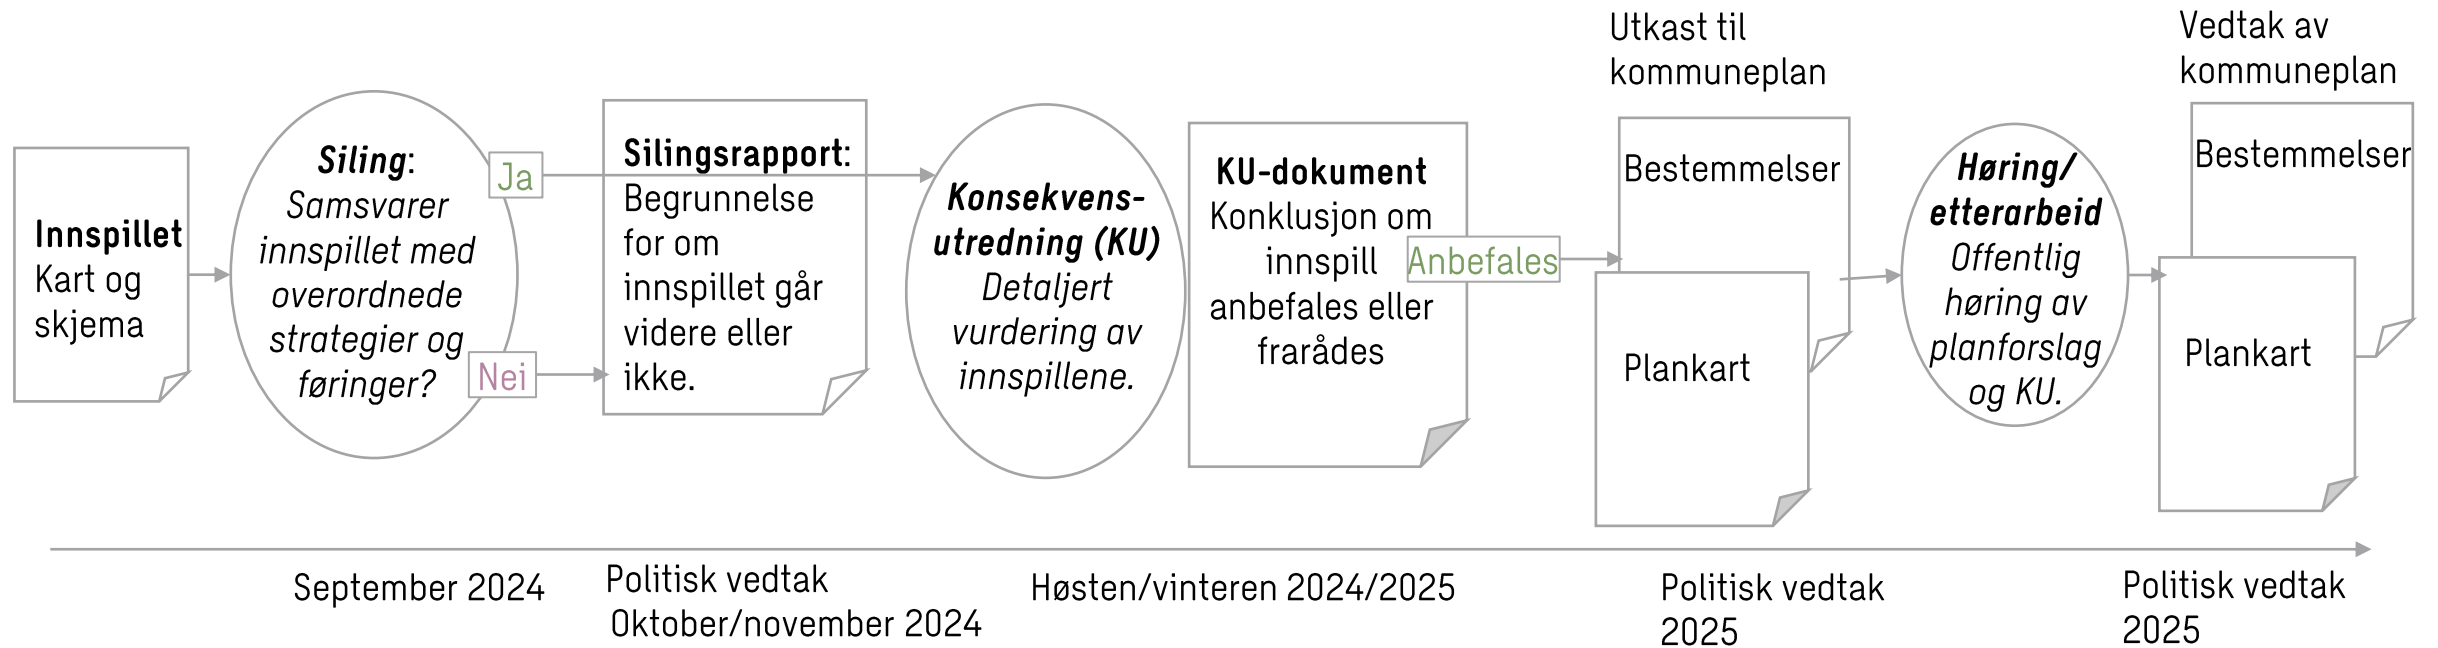 Innspillet
Kart og
skjema
Siling:
Samsvarer
innspillet med
overordnede
strategier og
føringer?
Ja
Nei
Silingsrapport:
Begrunnelse
for om
innspillet går
videre eller
ikke.
Konsekvens-
utredning (KU)
Detaljert
vurdering av
innspillene.
KU-dokument
Konklusjon om
innspill
anbefales eller
frarådes
Anbefales
Utkast til
kommuneplan
Bestemmelser
Plankart
Høring/
etterarbeid
Offentlig
høring av
planforslag
og KU.
Vedtak av
kommuneplan
Bestemmelser
Plankart
September 2024
Politisk vedtak
Oktober/november 2024
Høsten/vinteren 2024/2025
Politisk vedtak
2025
Politisk vedtak
2025